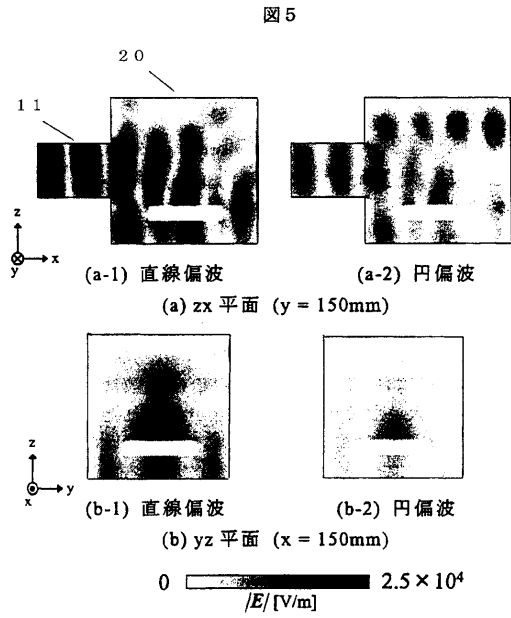 図5
20
11
z
y
x
(a-1) 直線偏波
(a-2) 円偏波
(a) zx 平面 (y = 150mm)
z
x
y
(b-1) 直線偏波
(b-2) 円偏波
(b) yz 平面 (x = 150mm)
0
2.5×10⁴
|E| [V/m]